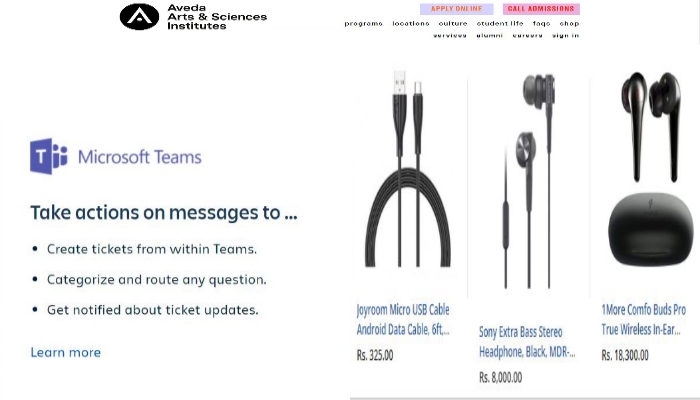 Aveda
Arts & Sciences
Institutes
APPLY ONLINE
CALL ADMISSIONS
programs locations culture student life faqs shop
services alumni careers sign in
Microsoft Teams
Take actions on messages to ...
• Create tickets from within Teams.
• Categorize and route any question.
• Get notified about ticket updates.
Learn more
Joyroom Micro USB Cable
Android Data Cable, 6ft,...
Rs. 325.00
Sony Extra Bass Stereo
Headphone, Black, MDR-...
Rs. 8,000.00
1More Comfo Buds Pro
True Wireless In-Ear...
Rs. 18,300.00